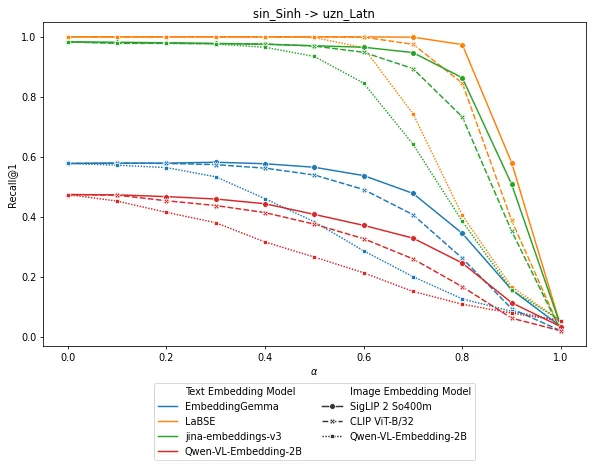 sin_Sinh -> uzn_Latn
1.0
0.8
0.6
0.4
0.2
0.0
Recall@1
0.0 0.2 0.4 0.6 0.8 1.0
α
Text Embedding Model Image Embedding Model
EmbeddingGemma SigLIP 2 So400m
LaBSE CLIP ViT-B/32
jina-embeddings-v3 Qwen-VL-Embedding-2B
Qwen-VL-Embedding-2B